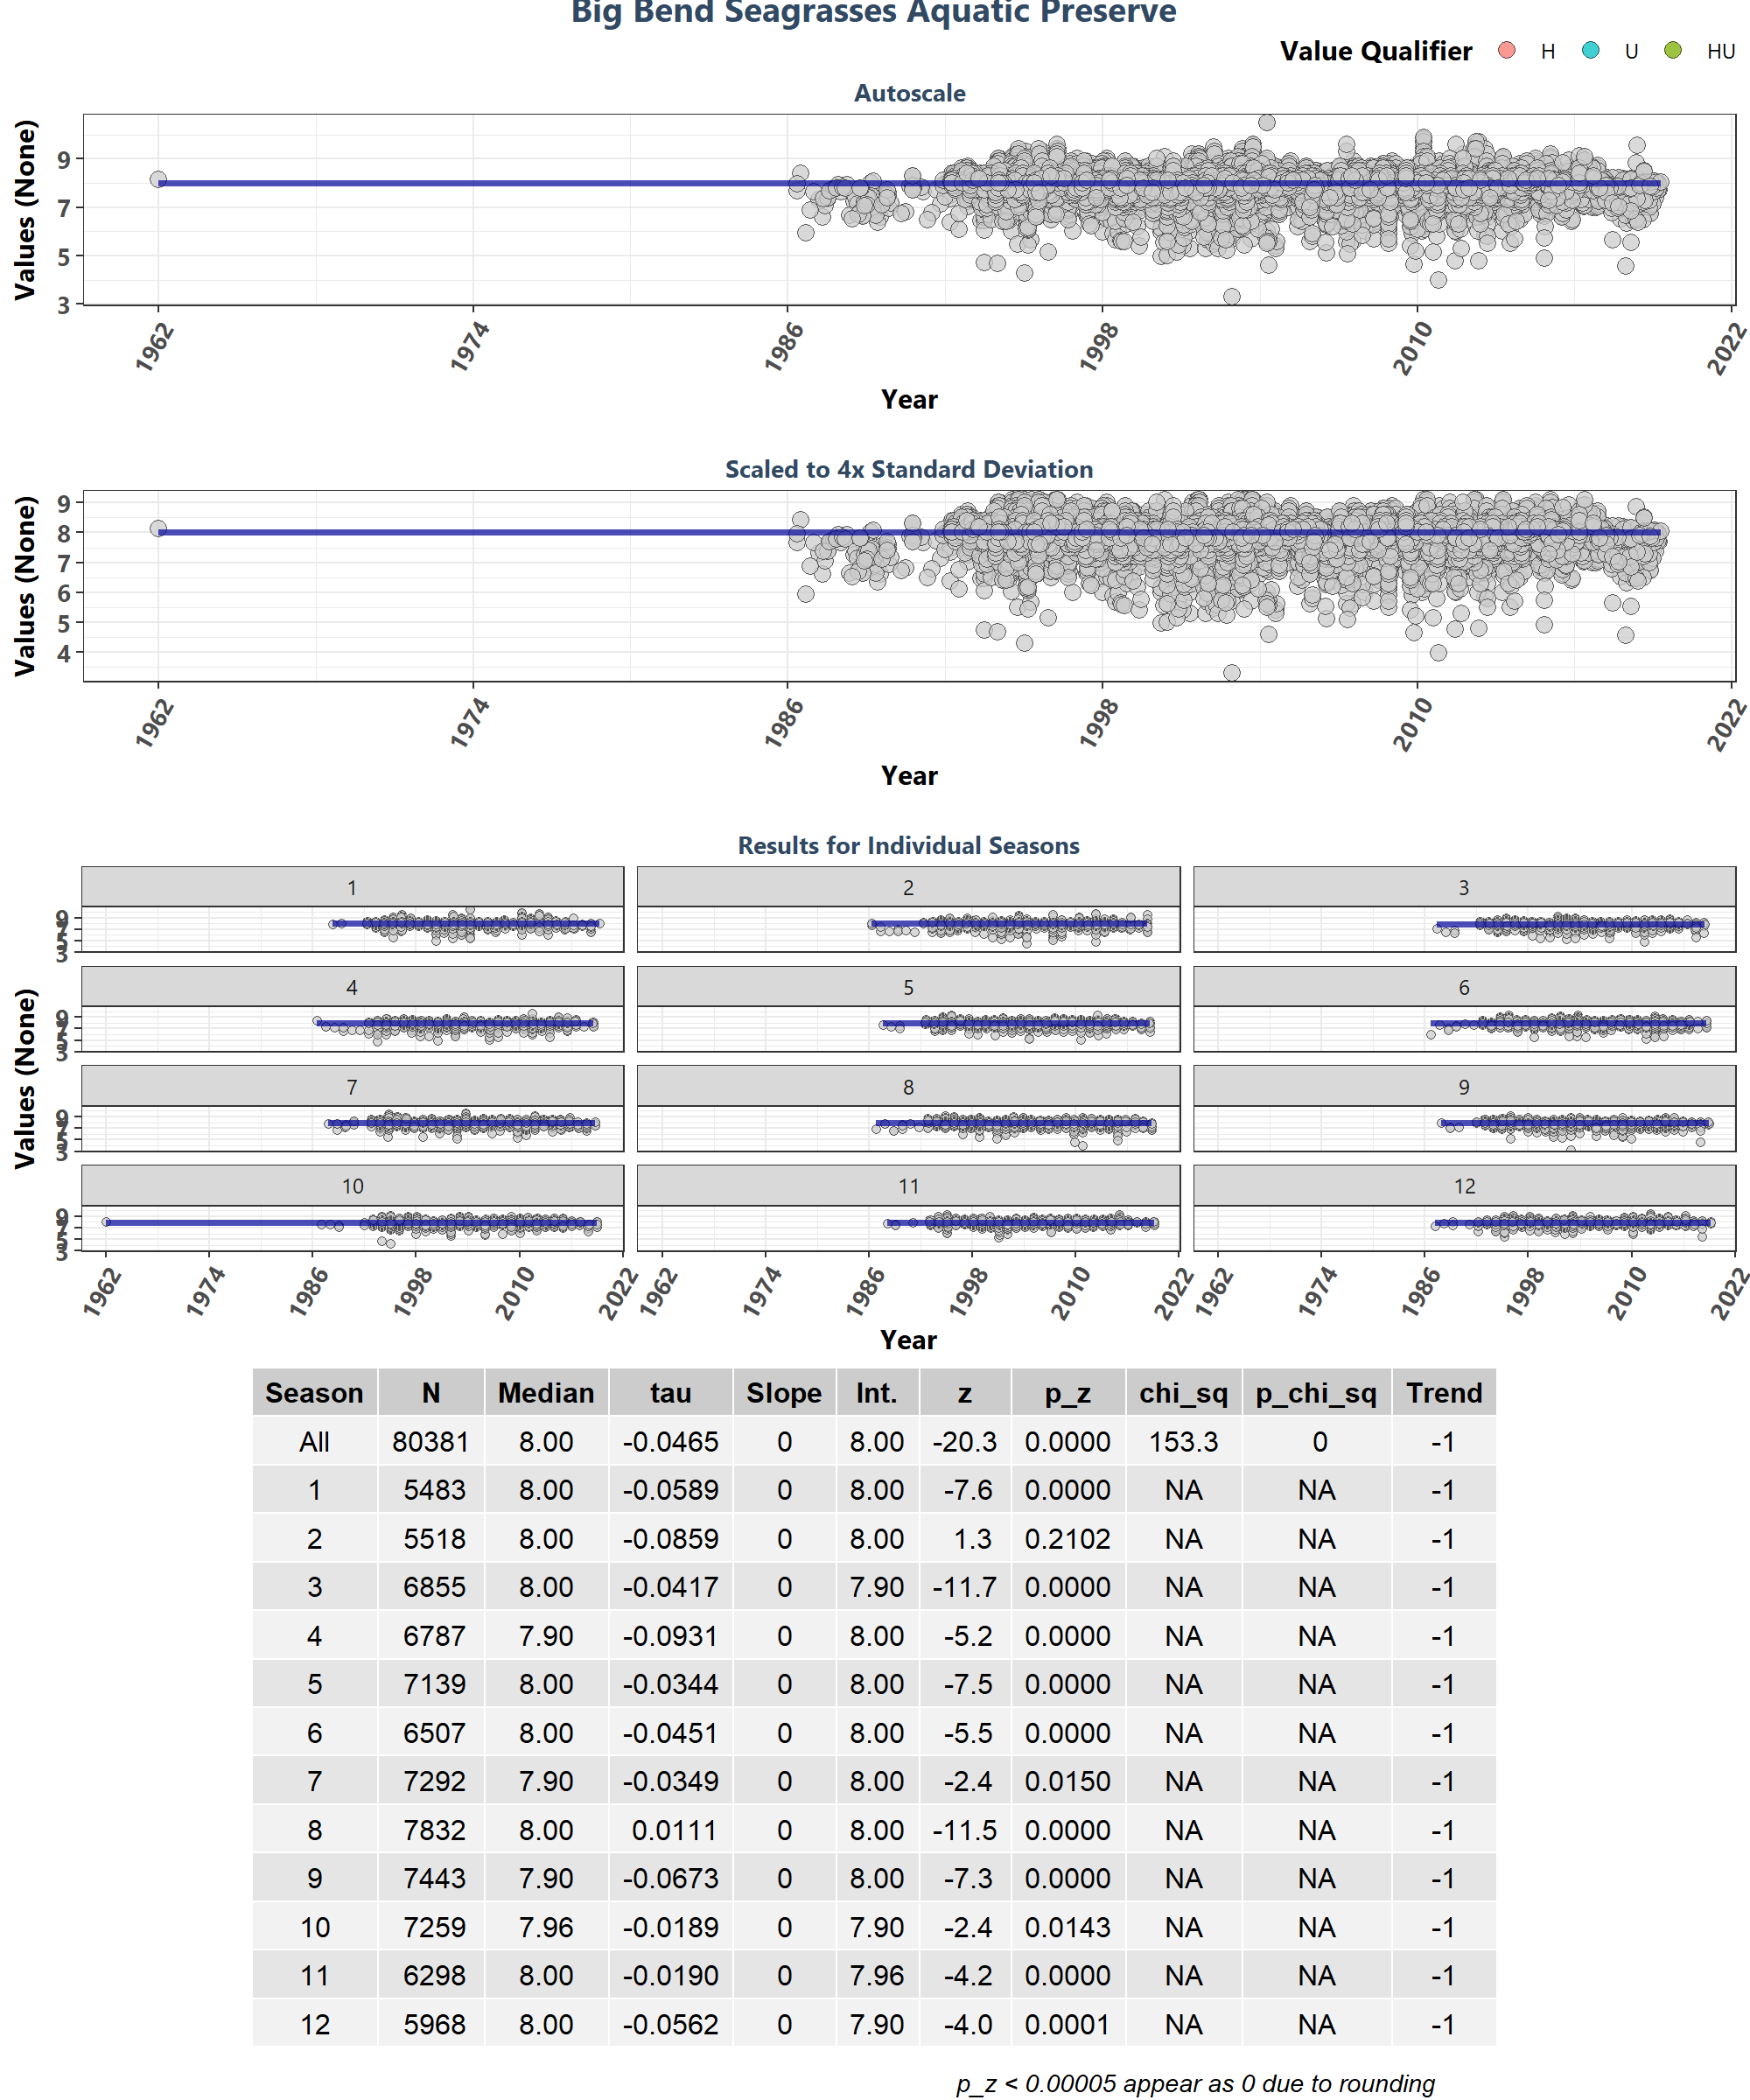 Big Bend Seagrasses Aquatic Preserve
Value Qualifier H U HU
Autoscale
Values (None)
9
7
5
3
1962 1974 1986 1998 2010 2022
Year
Scaled to 4x Standard Deviation
Values (None)
9
8
7
6
5
4
1962 1974 1986 1998 2010 2022
Year
Results for Individual Seasons
Values (None)
1 2 3
9
7
5
3
4 5 6
9
7
5
3
7 8 9
9
7
5
3
10 11 12
9
7
5
3
1962 1974 1986 1998 2010 2022 1962 1974 1986 1998 2010 2022 1962 1974 1986 1998 2010 2022
Year
Season N Median tau Slope Int. z p_z chi_sq p_chi_sq Trend
All 80381 8.00 -0.0465 0 8.00 -20.3 0.0000 153.3 0 -1
1 5483 8.00 -0.0589 0 8.00 -7.6 0.0000 NA NA -1
2 5518 8.00 -0.0859 0 8.00 1.3 0.2102 NA NA -1
3 6855 8.00 -0.0417 0 7.90 -11.7 0.0000 NA NA -1
4 6787 7.90 -0.0931 0 8.00 -5.2 0.0000 NA NA -1
5 7139 8.00 -0.0344 0 8.00 -7.5 0.0000 NA NA -1
6 6507 8.00 -0.0451 0 8.00 -5.5 0.0000 NA NA -1
7 7292 7.90 -0.0349 0 8.00 -2.4 0.0150 NA NA -1
8 7832 8.00 0.0111 0 8.00 -11.5 0.0000 NA NA -1
9 7443 7.90 -0.0673 0 8.00 -7.3 0.0000 NA NA -1
10 7259 7.96 -0.0189 0 7.90 -2.4 0.0143 NA NA -1
11 6298 8.00 -0.0190 0 7.96 -4.2 0.0000 NA NA -1
12 5968 8.00 -0.0562 0 7.90 -4.0 0.0001 NA NA -1
p_z < 0.00005 appear as 0 due to rounding